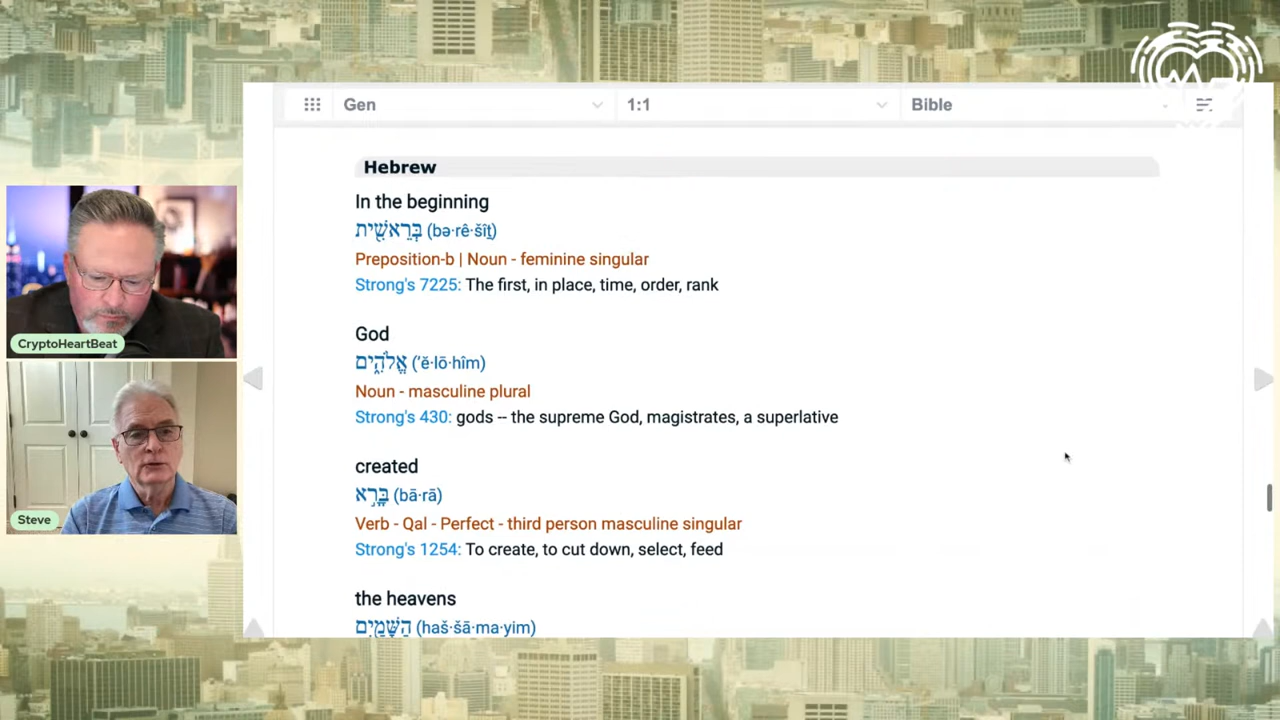 Gen
1:1
Bible
Hebrew
In the beginning
בְּרֵאשִׁ֖ית (bə·rê·šîṯ)
Preposition-b | Noun - feminine singular
Strong's 7225: The first, in place, time, order, rank
God
אֱלֹהִ֑ים (’ĕ·lō·hîm)
Noun - masculine plural
Strong's 430: gods -- the supreme God, magistrates, a superlative
created
בָּרָ֣א (bā·rā)
Verb - Qal - Perfect - third person masculine singular
Strong's 1254: To create, to cut down, select, feed
the heavens
הַשָּׁמַ֖יִם (haš·šā·ma·yim)
CryptoHeartBeat
Steve